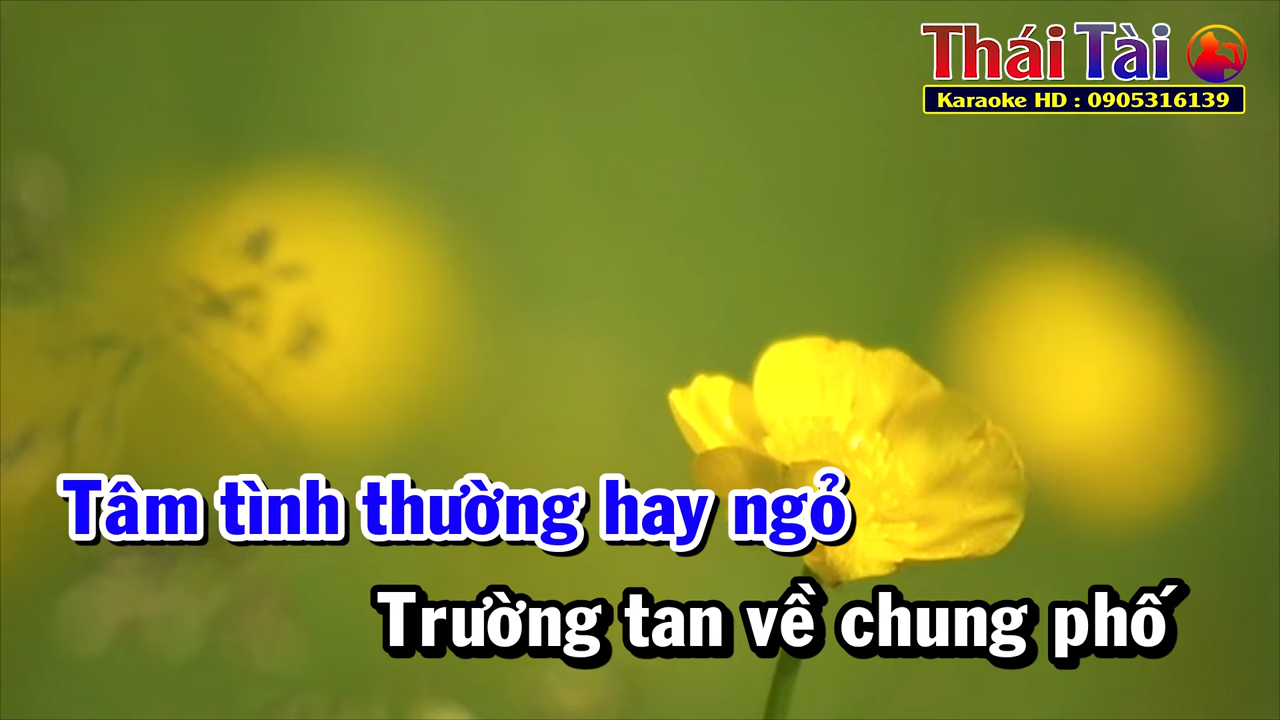 Thái Tài
Karaoke HD : 0905316139
Tâm tình thường hay ngỏ
Trường tan về chung phố